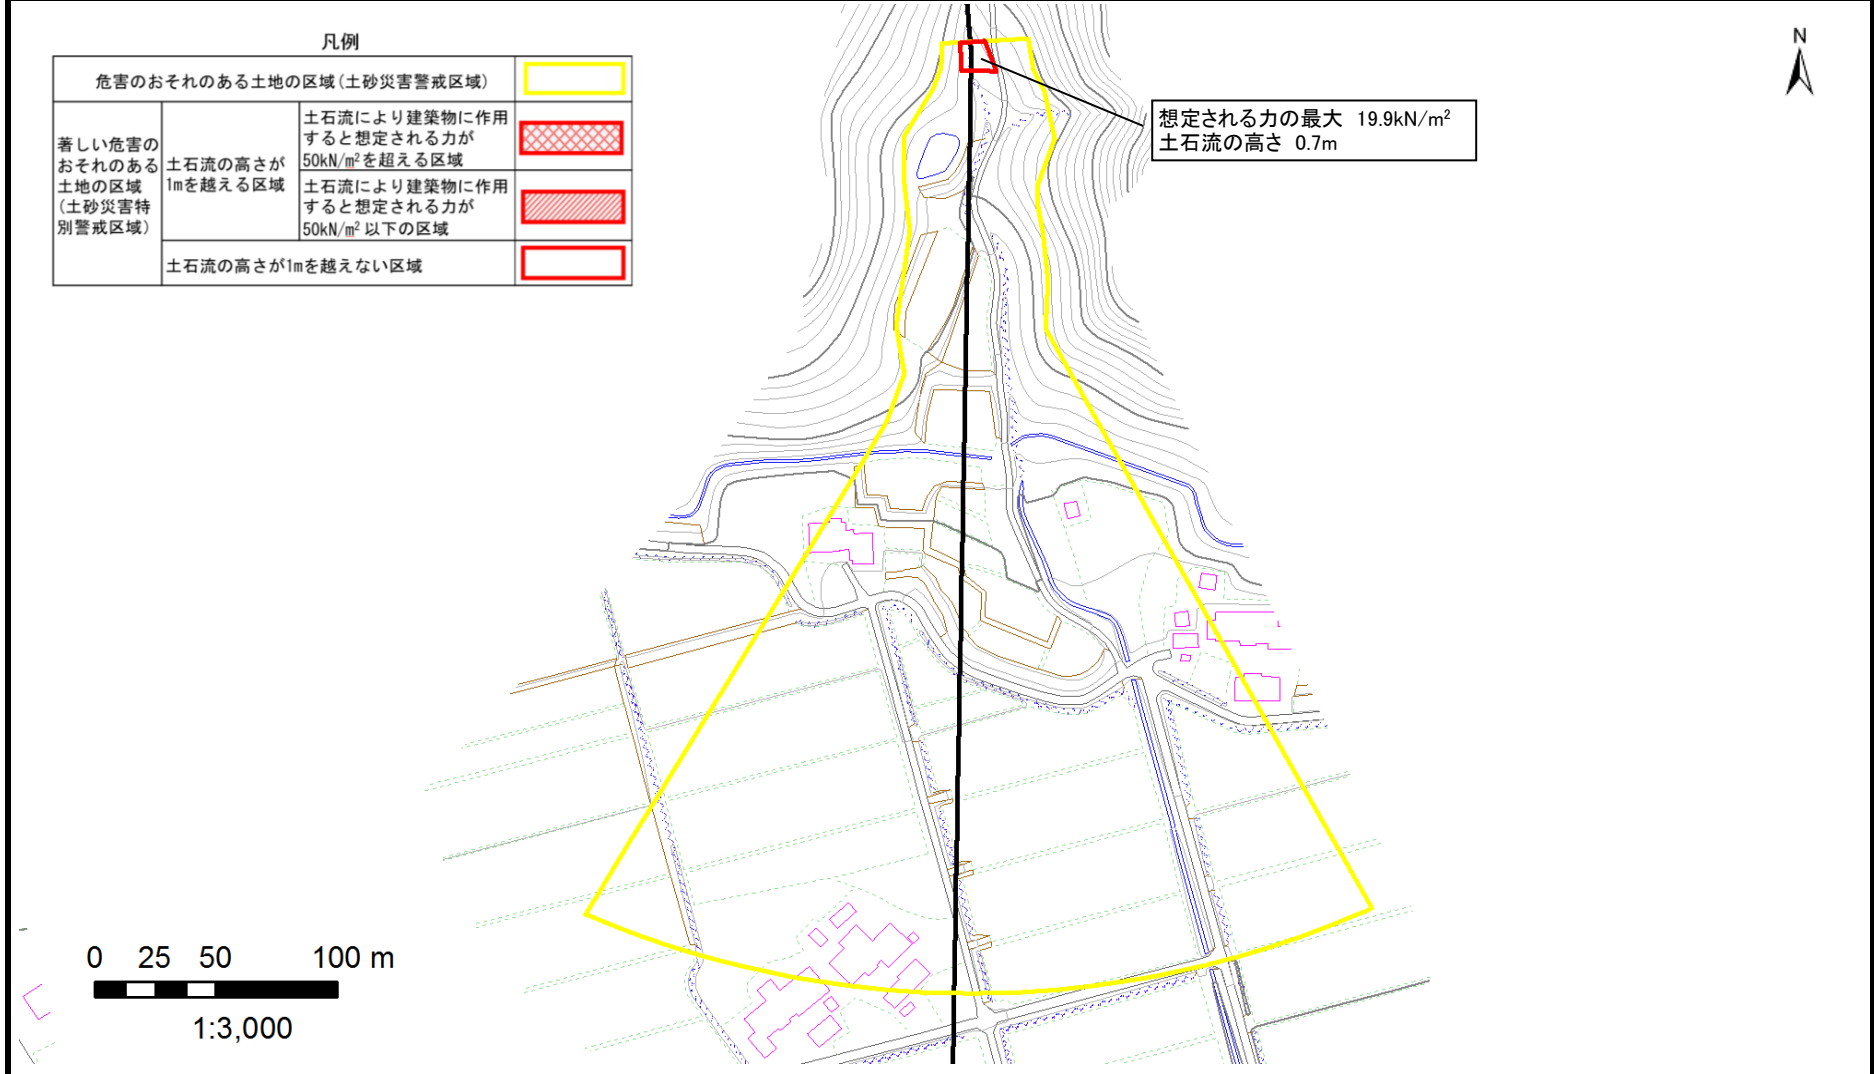 凡例
危害のおそれのある土地の区域(土砂災害警戒区域)
著しい危害の
おそれのある
土地の区域
(土砂災害特
別警戒区域)
土石流の高さが
1mを越える区域
土石流により建築物に作用
すると想定される力が
50kN/m²を超える区域
土石流により建築物に作用
すると想定される力が
50kN/m²以下の区域
土石流の高さが1mを越えない区域
N
想定される力の最大 19.9kN/m²
土石流の高さ 0.7m
0 25 50 100 m
1:3,000